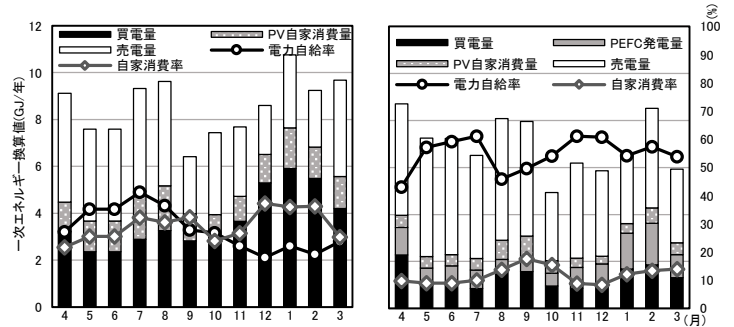 (%)
12 10 8 6 4 2 0
一次エネルギー換算値(GJ/年)
買電量 PV自家消費量
売電量 電力自給率
自家消費率
4 5 6 7 8 9 10 11 12 1 2 3
買電量 PEFC発電量
PV自家消費量 売電量
電力自給率 自家消費率
100 90 80 70 60 50 40 30 20 10 0
4 5 6 7 8 9 10 11 12 1 2 3 (月)